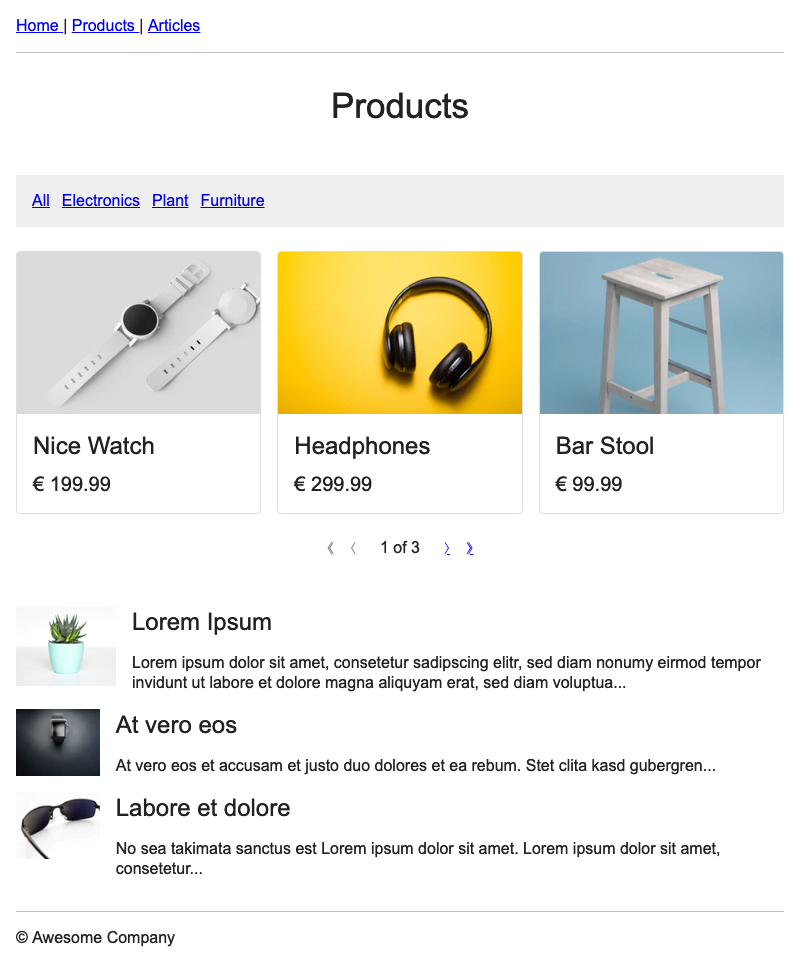 Home | Products | Articles
Products
All Electronics Plant Furniture
Nice Watch
€ 199.99
Headphones
€ 299.99
Bar Stool
€ 99.99
《 〈 1 of 3 〉 》
Lorem Ipsum
Lorem ipsum dolor sit amet, consetetur sadipscing elitr, sed diam nonumy eirmod tempor
invidunt ut labore et dolore magna aliquyam erat, sed diam voluptua...
At vero eos
At vero eos et accusam et justo duo dolores et ea rebum. Stet clita kasd gubergren...
Labore et dolore
No sea takimata sanctus est Lorem ipsum dolor sit amet. Lorem ipsum dolor sit amet,
consetetur...
© Awesome Company